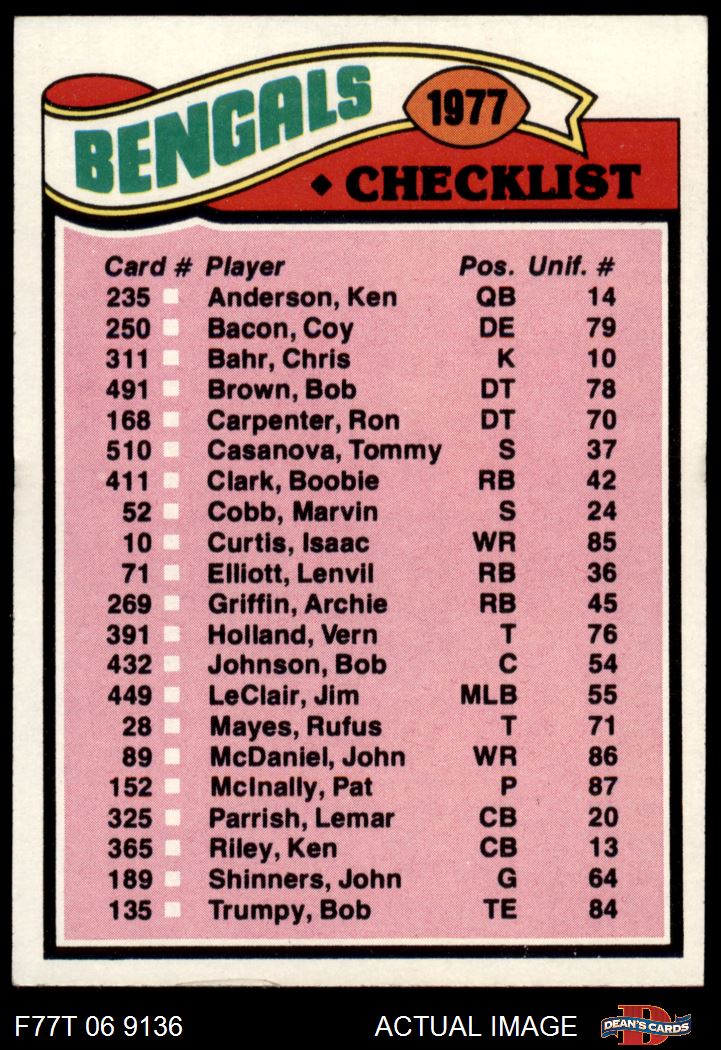 BENGALS
1977
◆ CHECKLIST
Card # Player Pos. Unif. #
235 Anderson, Ken QB 14
250 Bacon, Coy DE 79
311 Bahr, Chris K 10
491 Brown, Bob DT 78
168 Carpenter, Ron DT 70
510 Casanova, Tommy S 37
411 Clark, Boobie RB 42
52 Cobb, Marvin S 24
10 Curtis, Isaac WR 85
71 Elliott, Lenvil RB 36
269 Griffin, Archie RB 45
391 Holland, Vern T 76
432 Johnson, Bob C 54
449 LeClair, Jim MLB 55
28 Mayes, Rufus T 71
89 McDaniel, John WR 86
152 McInally, Pat P 87
325 Parrish, Lemar CB 20
365 Riley, Ken CB 13
189 Shinners, John G 64
135 Trumpy, Bob TE 84
F77T 06 9136 ACTUAL IMAGE
D
DEAN'S CARDS